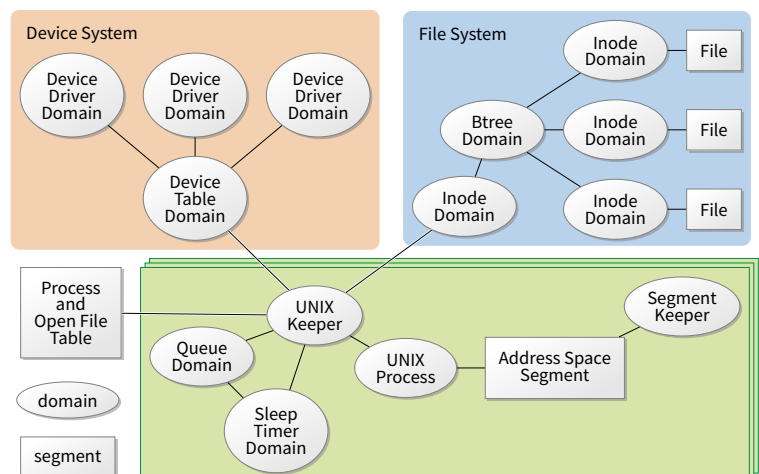 Device System
Device
Driver
Domain
Device
Driver
Domain
Device
Driver
Domain
Device
Table
Domain
File System
Inode
Domain
File
Btree
Domain
Inode
Domain
File
Inode
Domain
Inode
Domain
File
Process
and
Open File
Table
UNIX
Keeper
Segment
Keeper
Queue
Domain
UNIX
Process
Address Space
Segment
Sleep
Timer
Domain
domain
segment